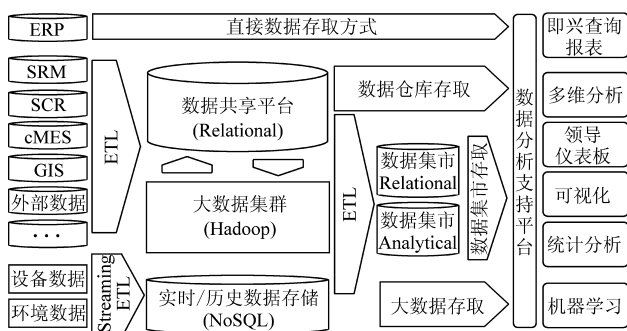 ERP
直接数据存取方式
SRM
SCR
cMES
GIS
外部数据
...
设备数据
环境数据
ETL
Streaming
ETL
数据共享平台
(Relational)
大数据集群
(Hadoop)
实时/历史数据存储
(NoSQL)
数据仓库存取
ETL
数据集市
Relational
数据集市
Analytical
数据集市存取
大数据存取
数据分析支持平台
即兴查询
报表
多维分析
领导
仪表板
可视化
统计分析
机器学习